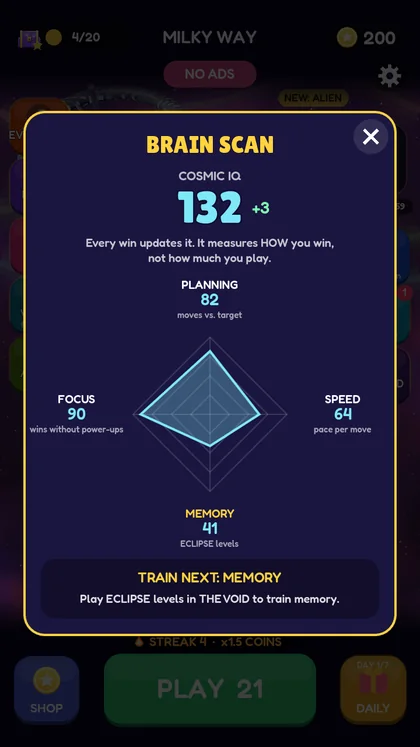 4/20
MILKY WAY
200
NO ADS
NEW: ALIEN
BRAIN SCAN
COSMIC IQ
132 +3
Every win updates it. It measures HOW you win,
not how much you play.
PLANNING
82
moves vs. target
FOCUS
90
wins without power-ups
SPEED
64
pace per move
MEMORY
41
ECLIPSE levels
TRAIN NEXT: MEMORY
Play ECLIPSE levels in THE VOID to train memory.
STREAK 4 · x1.5 COINS
PLAY 21
SHOP
DAY 1/7
DAILY